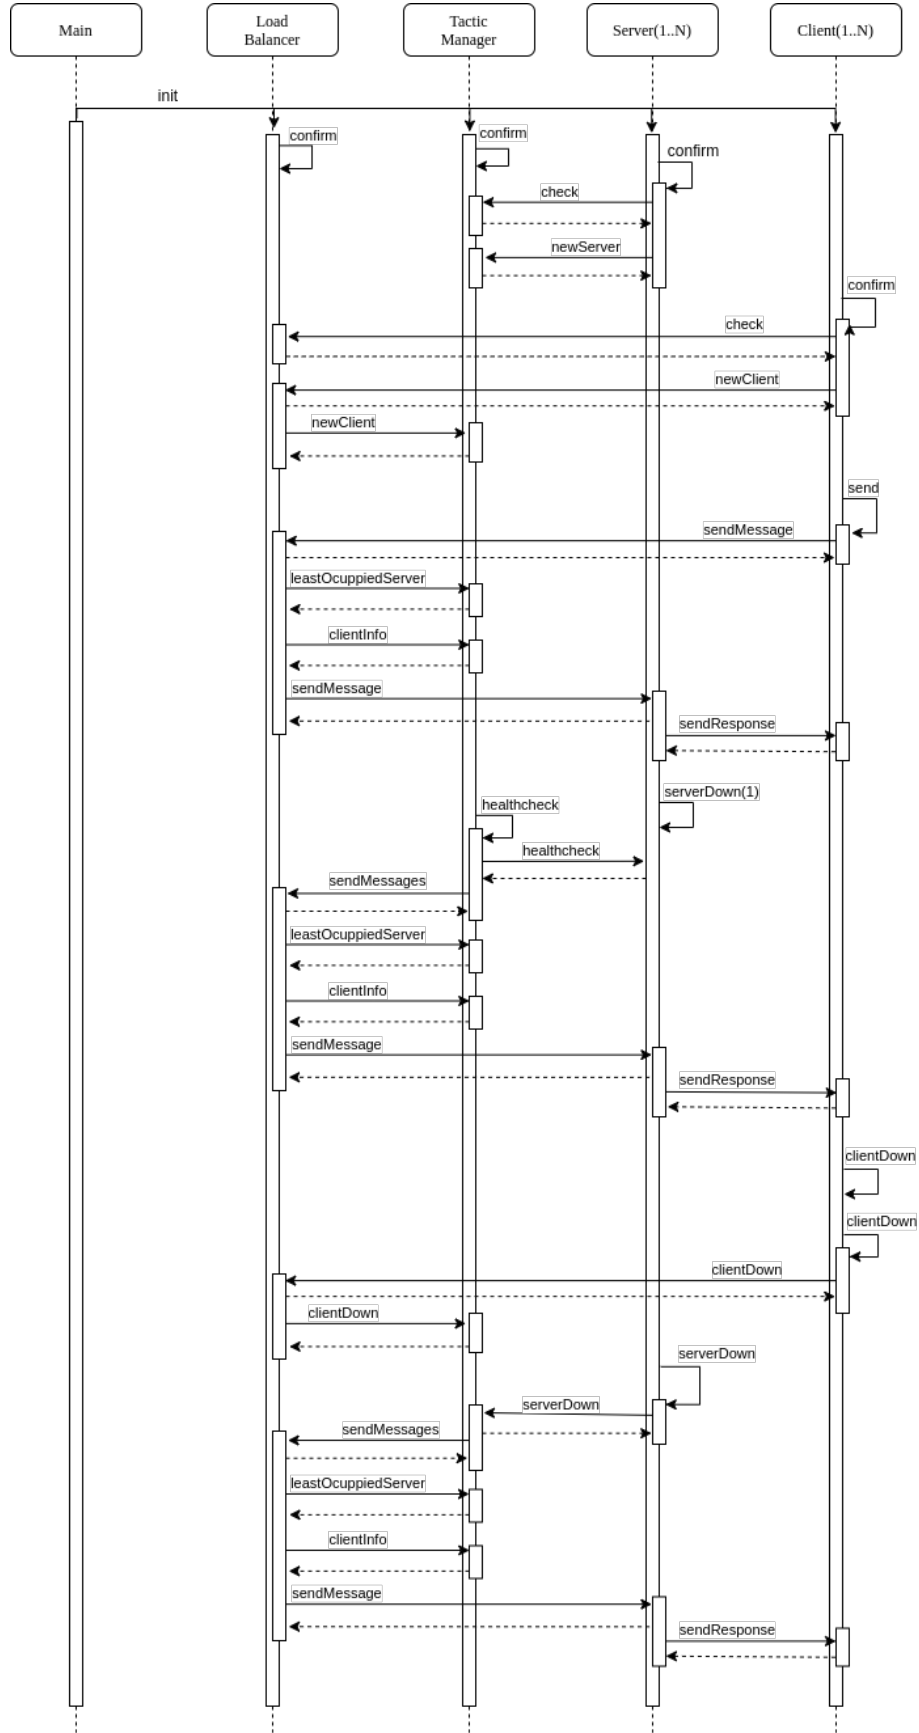 Main
Load
Balancer
Tactic
Manager
Server(1..N)
Client(1..N)
init
confirm
confirm
confirm
check
newServer
confirm
check
newClient
newClient
send
sendMessage
leastOcuppiedServer
clientInfo
sendMessage
sendResponse
serverDown(1)
healthcheck
healthcheck
sendMessages
leastOcuppiedServer
clientInfo
sendMessage
sendResponse
clientDown
clientDown
clientDown
clientDown
serverDown
serverDown
sendMessages
leastOcuppiedServer
clientInfo
sendMessage
sendResponse